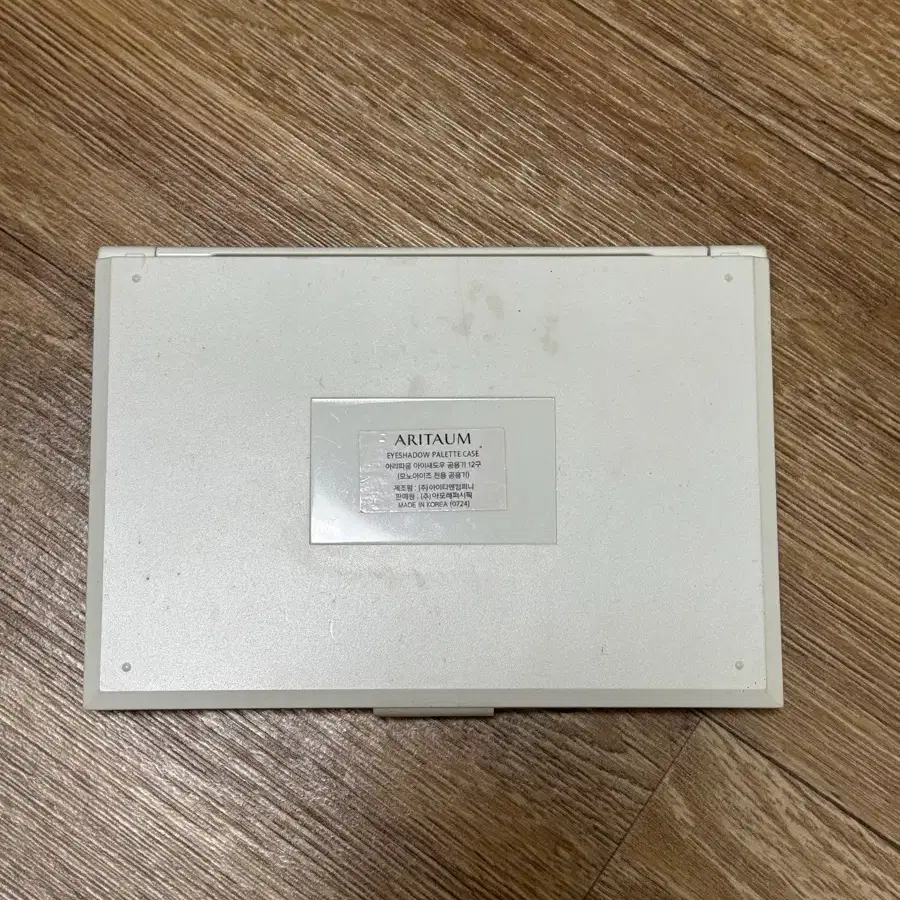 ARITAUM
EYESHADOW PALETTE CASE
아리따움 아이섀도우 공용기 12구
(모노아이즈 전용 공용기)
제조원 : (주)아이티앤컴퍼니
판매원 : (주)아모레퍼시픽
MADE IN KOREA (0724)